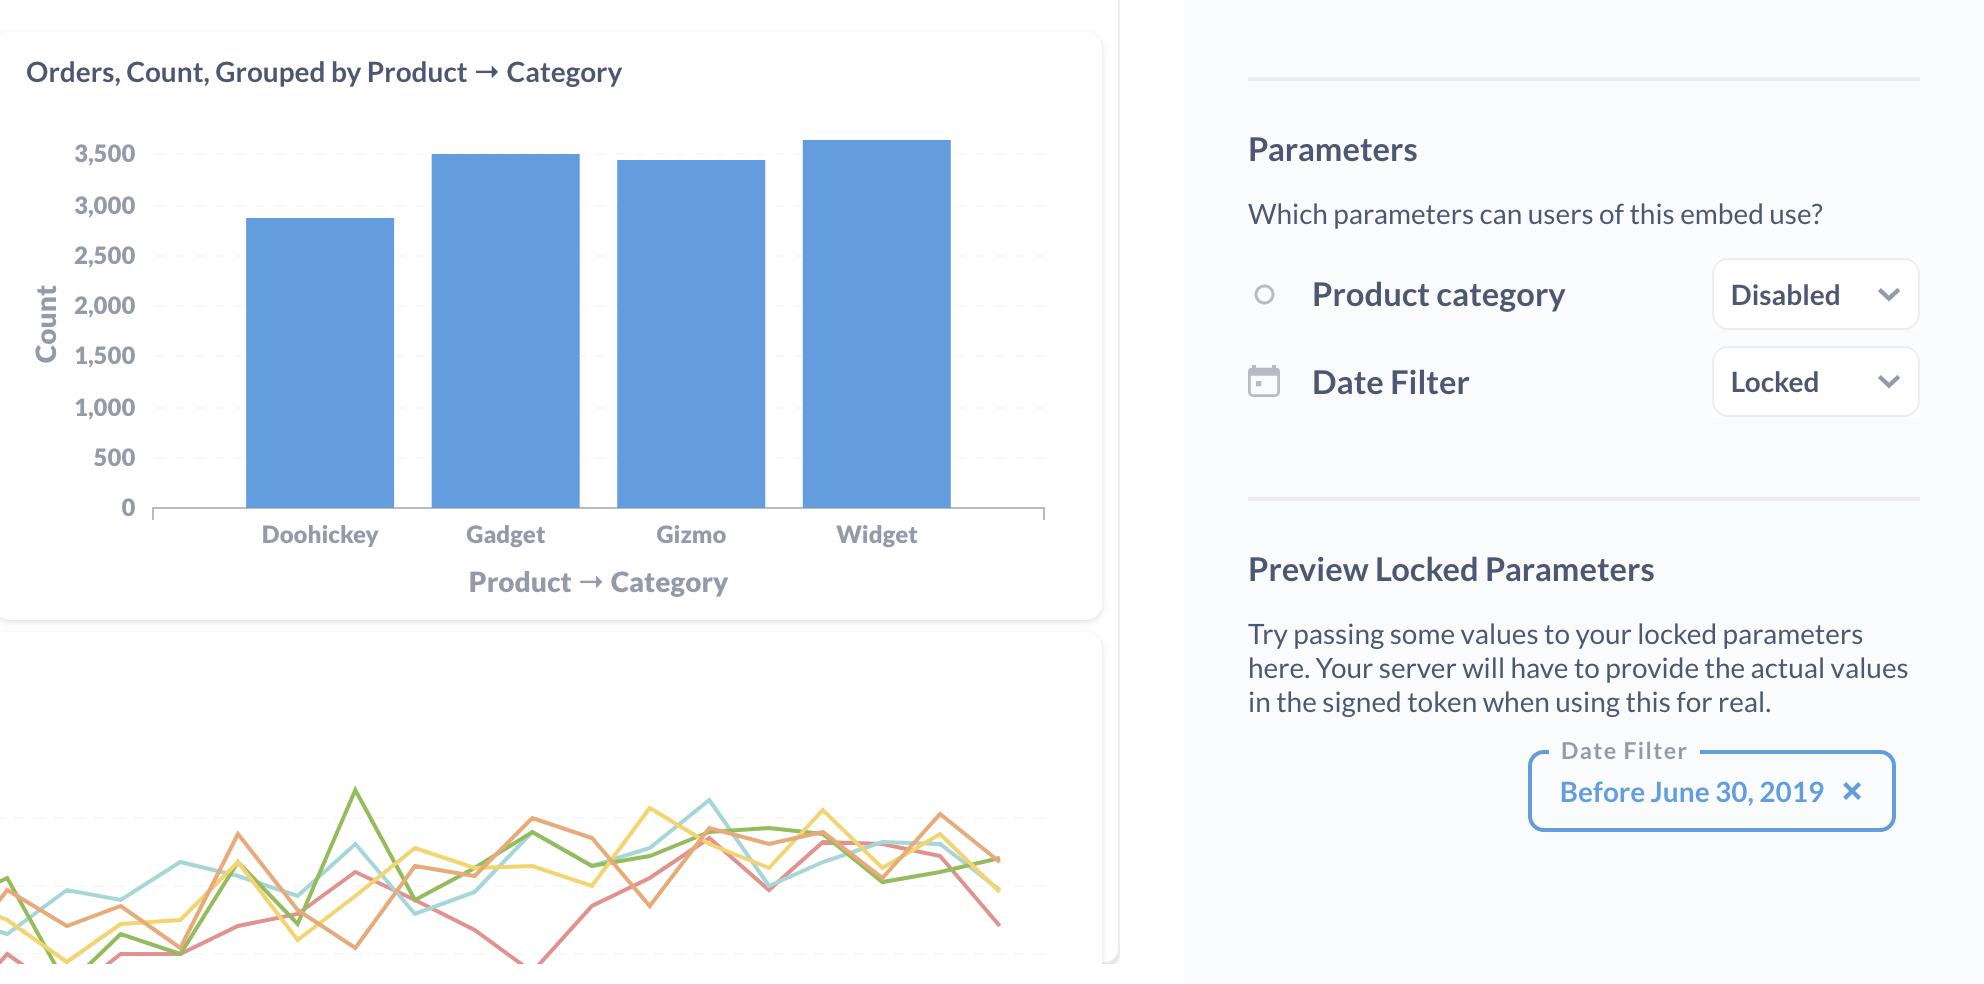 Orders, Count, Grouped by Product → Category
3,500
3,000
2,500
2,000
1,500
1,000
500
0
Count
Doohickey Gadget Gizmo Widget
Product → Category
Parameters
Which parameters can users of this embed use?
Product category Disabled
Date Filter Locked
Preview Locked Parameters
Try passing some values to your locked parameters
here. Your server will have to provide the actual values
in the signed token when using this for real.
Date Filter
Before June 30, 2019